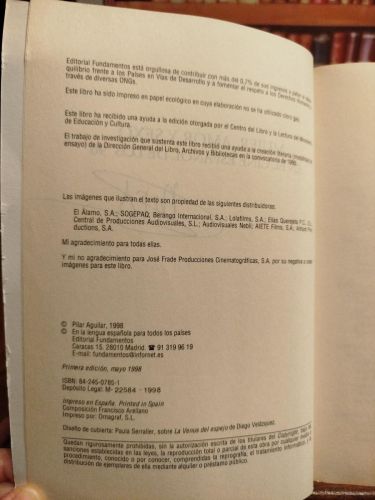 Editorial Fundamentos está orgullosa de contribuir con más del 0,7% de sus ingresos a paliar el
quilibrio frente a los Países en Vías de Desarrollo y a fomentar el respeto a los Derechos
través de diversas ONGs.
Este libro ha sido impreso en papel ecológico en cuya elaboración no se ha utilizado cloro gas.
Este libro ha recibido una ayuda a la edición otorgada por el Centro del Libro y la Lectura del
de Educación y Cultura.
El trabajo de investigación que sustenta este libro recibió una ayuda a la creación literaria
ensayo) de la Dirección General del Libro, Archivos y Bibliotecas en la convocatoria de 1995.
Las imágenes que ilustran el texto son propiedad de las siguientes distribuidoras:
El Álamo, S.A.; SOGEPAQ; Berango Internacional, S.A.; Lolafilms, S.A.; Elías Querejeta P.C.
Central de Producciones Audiovisuales, S.L.; Audiovisuales Nebli; AIETE Films, S.A.;
ductions, S.A.
Mi agradecimiento para todas ellas.
Y mi no agradecimiento para José Frade Producciones Cinematográficas, S.A. por su negativa a
imágenes para este libro.
© Pilar Aguilar, 1998
© En la lengua española para todos los países
Editorial Fundamentos
Caracas 15. 28010 Madrid. ☎ 91 319 96 19
E-mail: fundamentos@infornet.es
Primera edición, mayo 1998
ISBN: 84-245-0785-1
Depósito Legal: M- 22584 - 1998
Impreso en España. Printed in Spain
Composición Francisco Arellano
Impreso por: Omagraf, S.L.
Diseño de cubierta: Paula Serraller, sobre La Venus del espejo de Diego Velázquez.
Quedan rigurosamente prohibidas, sin la autorización escrita de los titulares del Copyright, bajo las
sanciones establecidas en las leyes, la reproducción total o parcial de esta obra por cualquier medio o
procedimiento, conocido o por conocer, comprendidas la reprografía, el tratamiento informático, y la
distribución de ejemplares de ella mediante alquiler o préstamo público.